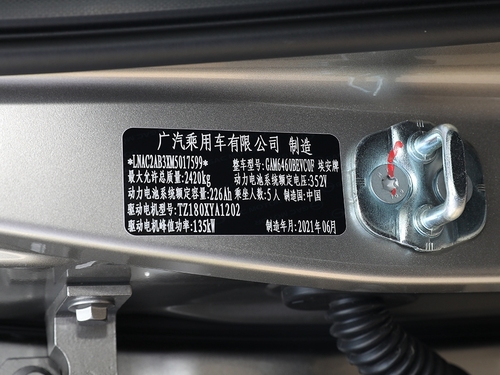 广汽乘用车有限公司 制造
*LNAC2AB3XM5017599* 整车型号:GAM6460BEVC0F 埃安牌
最大允许总质量:2420kg 动力电池系统额定电压:352V
动力电池系统额定容量:226Ah 乘坐人数:5人 制造国:中国
驱动电机型号:TZ180XYA1202
驱动电机峰值功率:135kW 制造年月:2021年06月